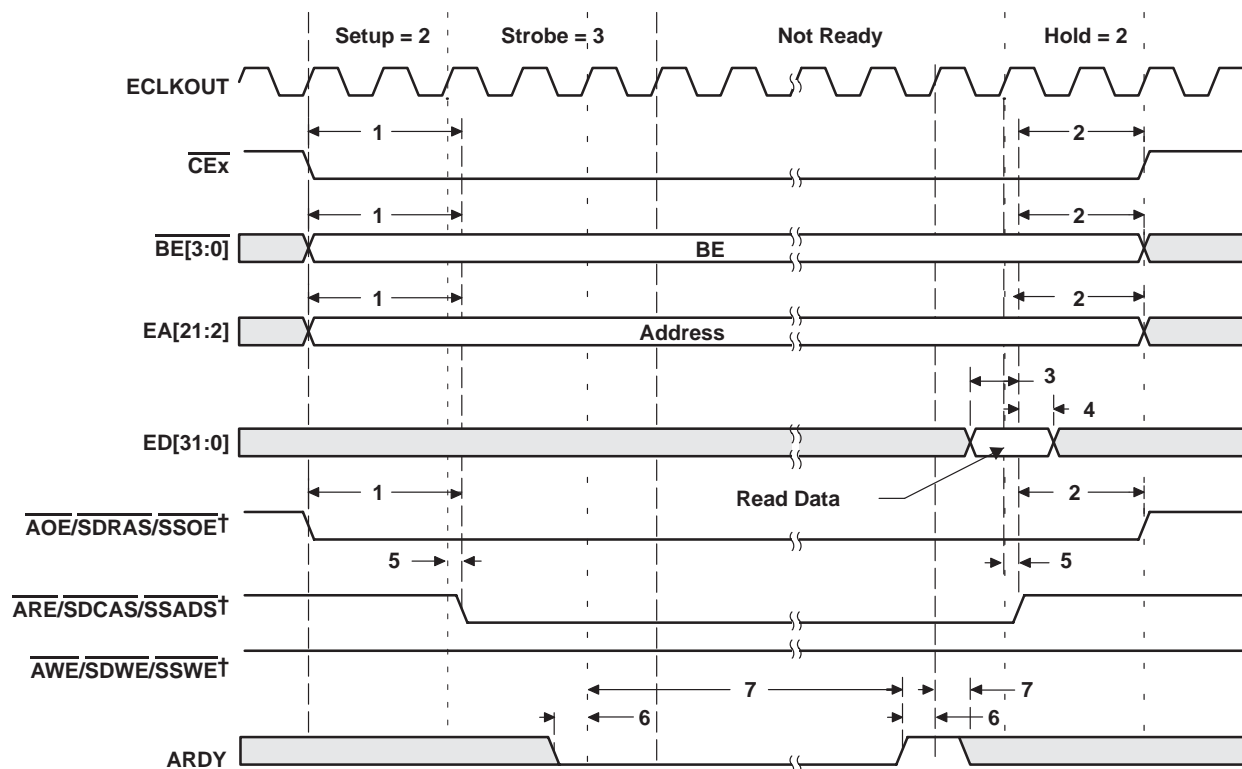 Setup = 2 Strobe = 3 Not Ready Hold = 2
ECLKOUT
1 2
CEx
1 2
BE[3:0] BE
1 2
EA[21:2] Address
3
4
ED[31:0]
Read Data
1 2
AOE/SDRAS/SSOE†
5 5
ARE/SDCAS/SSADS†
AWE/SDWE/SSWE†
7 7
6 6
ARDY